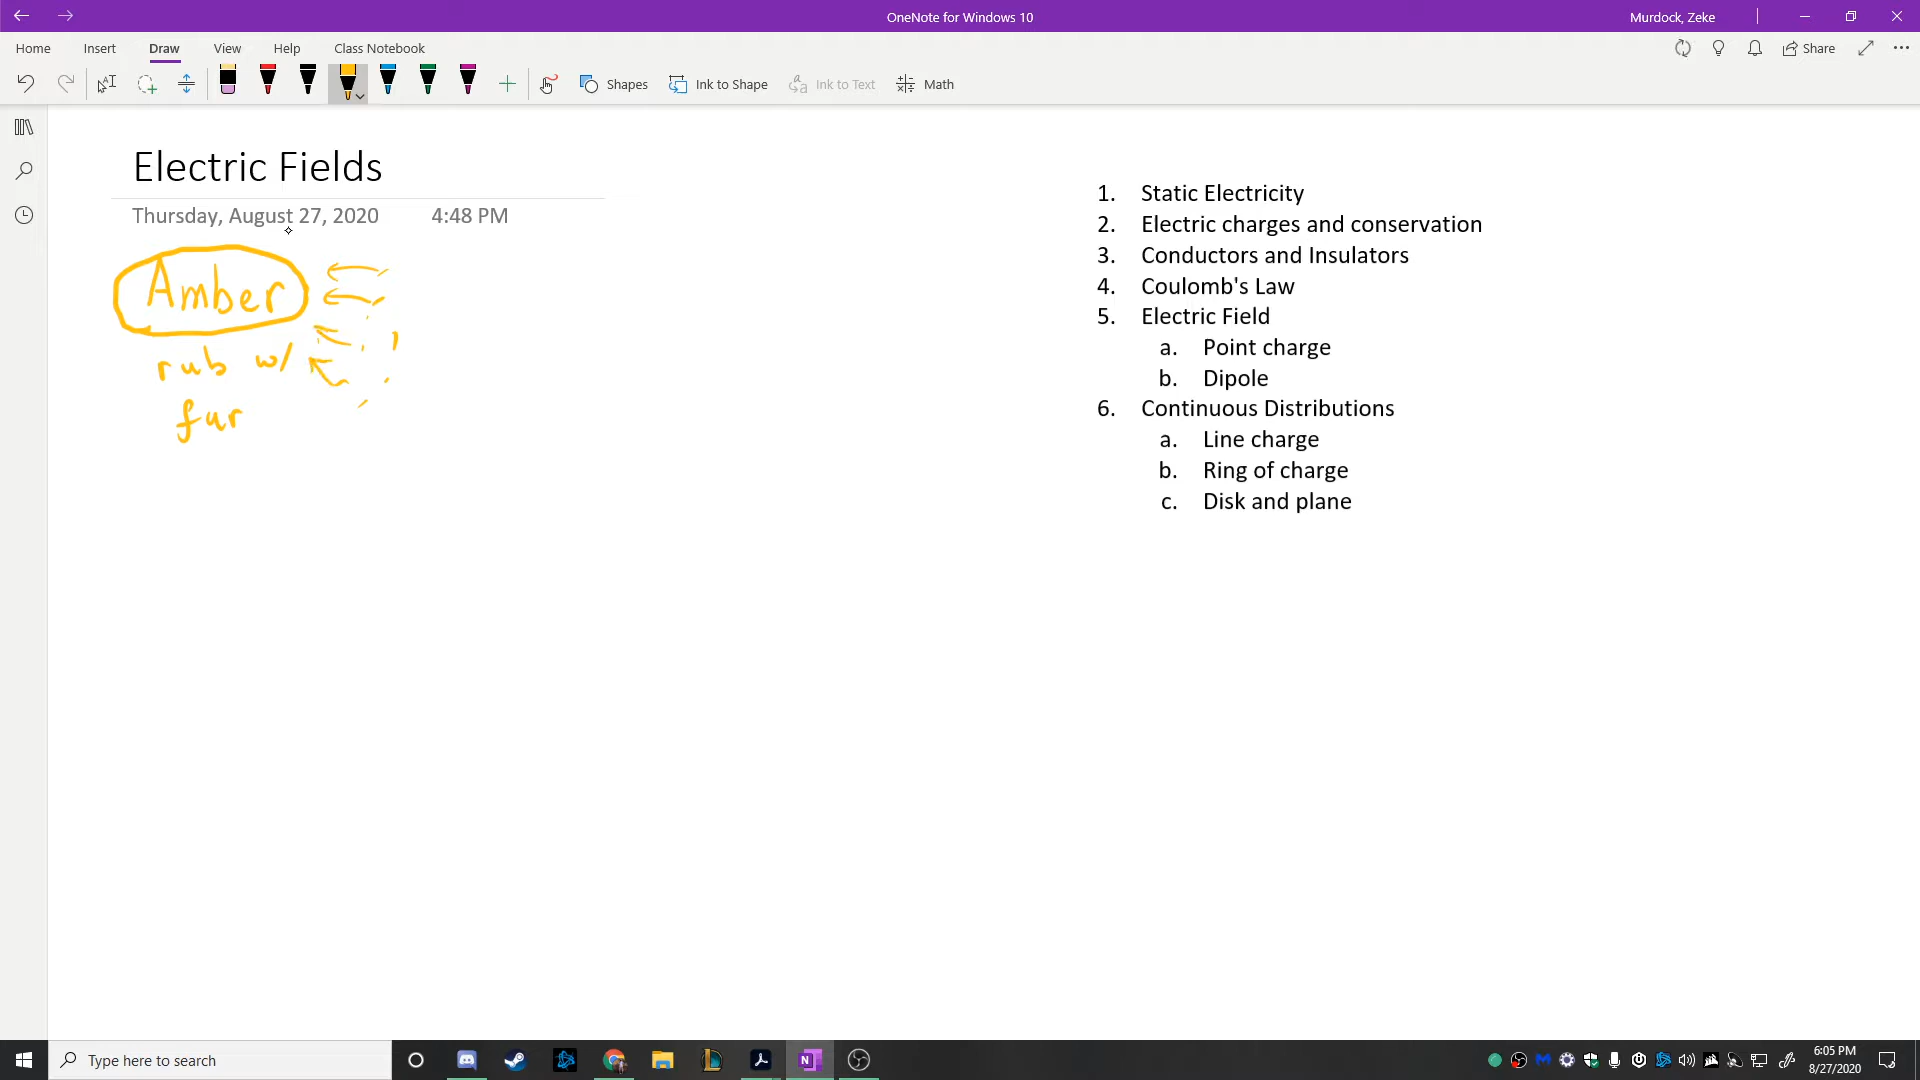 OneNote for Windows 10
Murdock, Zeke
Home Insert Draw View Help Class Notebook
Share
Shapes Ink to Shape Ink to Text Math
Electric Fields
Thursday, August 27, 2020 4:48 PM
Amber
rub w/
fur
1. Static Electricity
2. Electric charges and conservation
3. Conductors and Insulators
4. Coulomb's Law
5. Electric Field
a. Point charge
b. Dipole
6. Continuous Distributions
a. Line charge
b. Ring of charge
c. Disk and plane
Type here to search
6:05 PM
8/27/2020